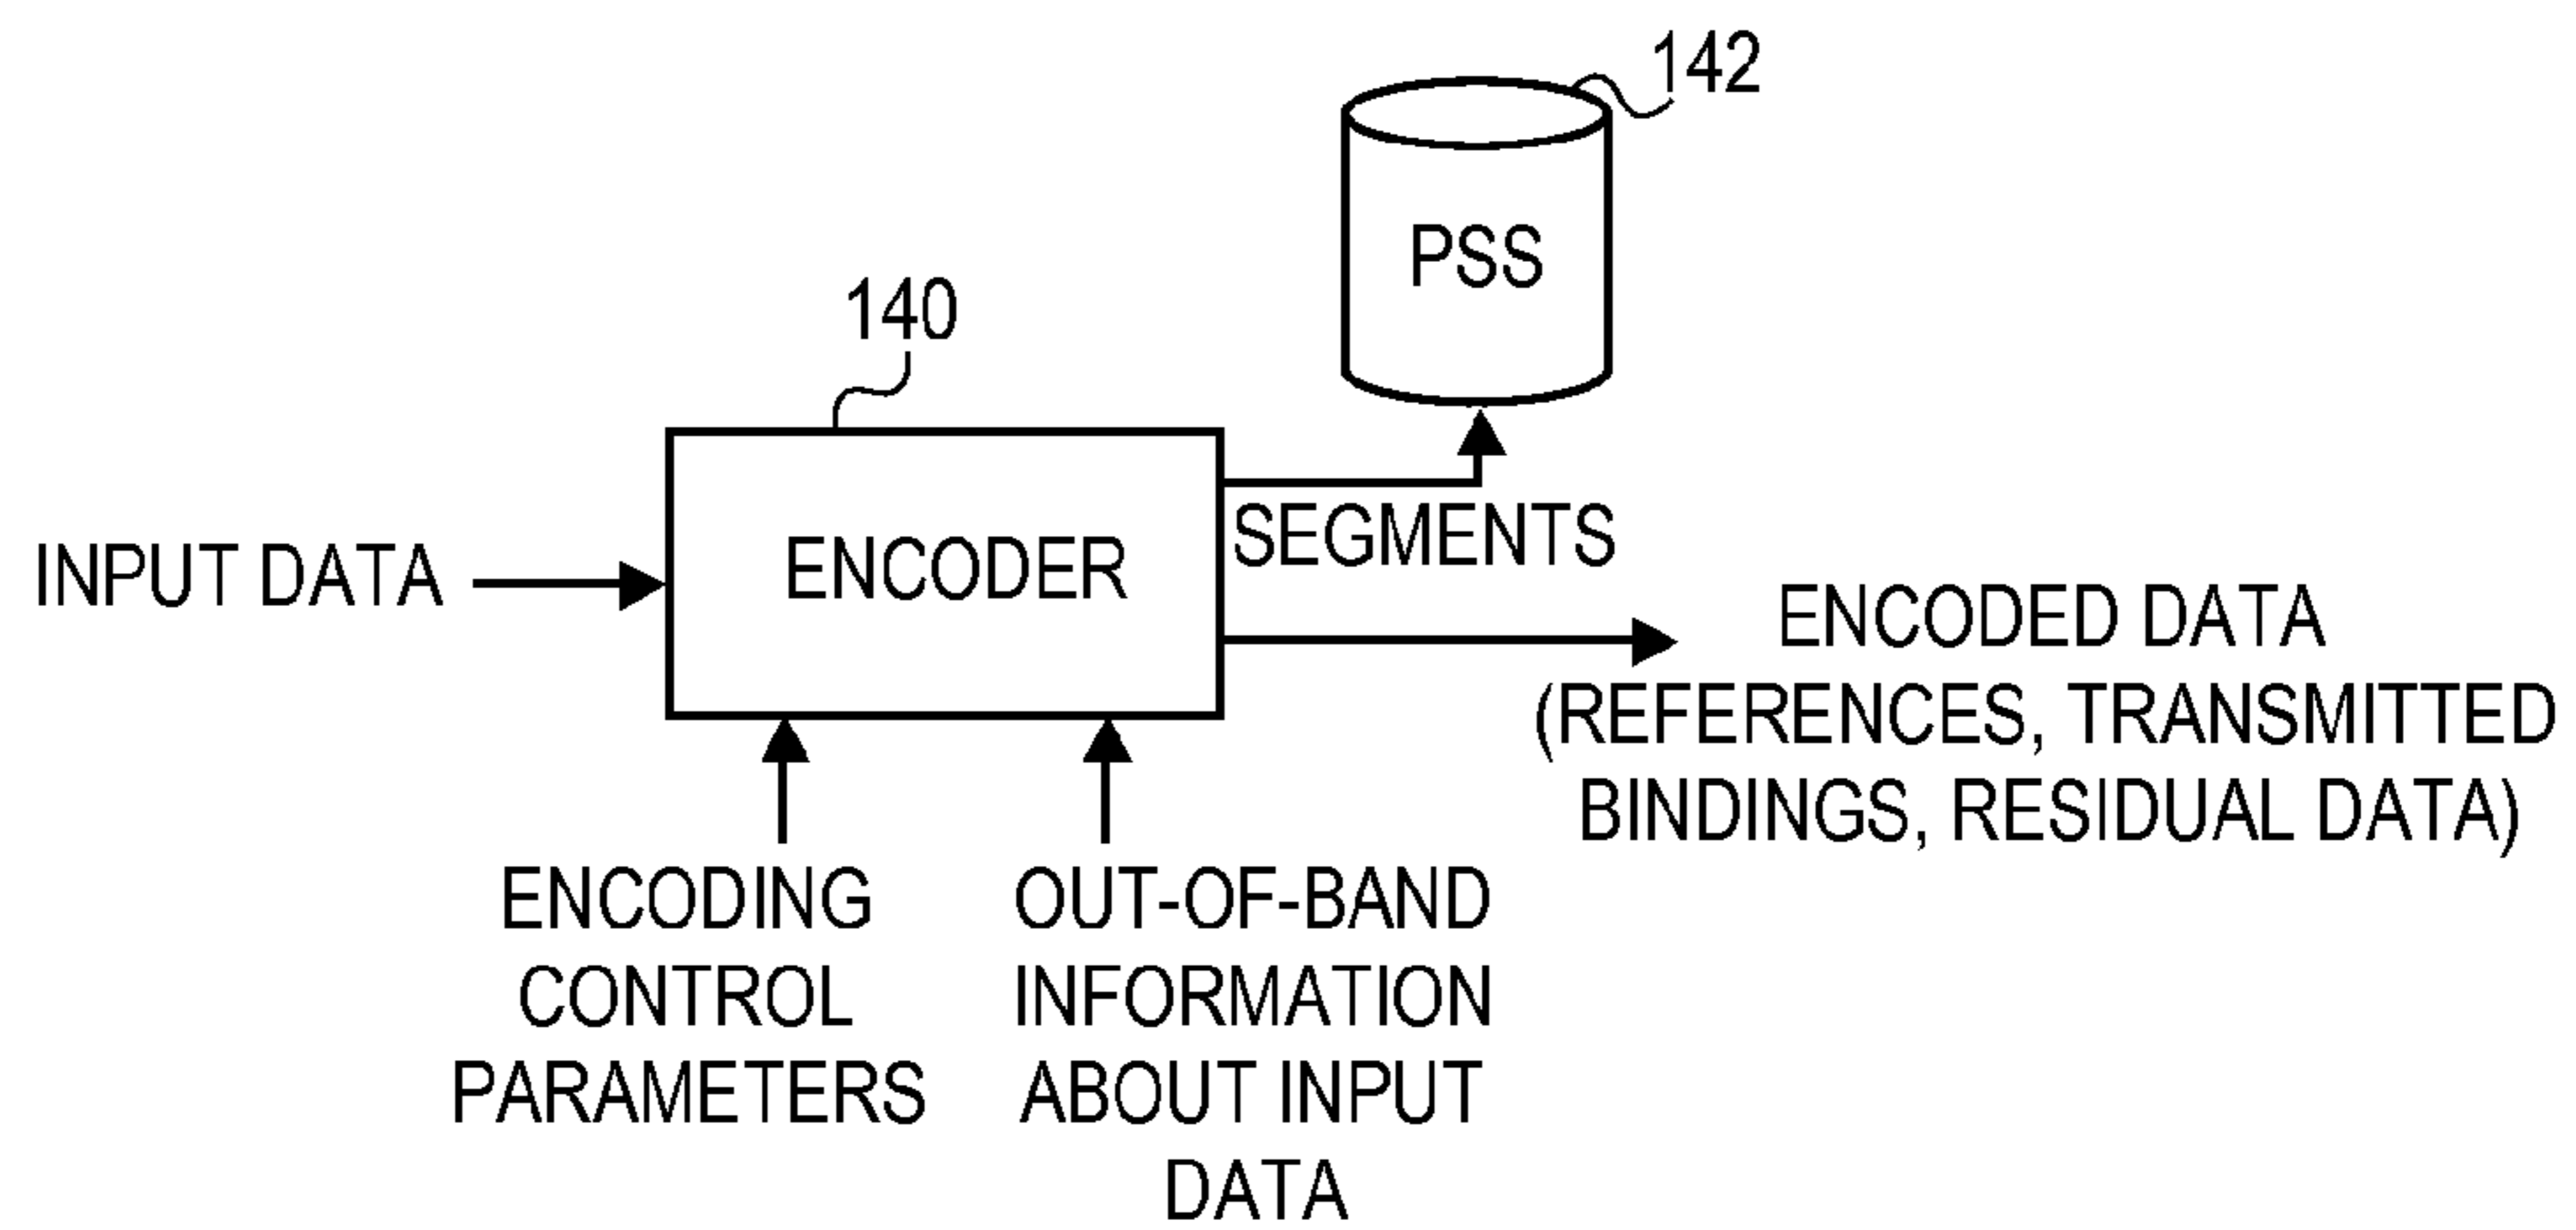 142
PSS
140
ENCODER
SEGMENTS
INPUT DATA
ENCODED DATA
(REFERENCES, TRANSMITTED
BINDINGS, RESIDUAL DATA)
ENCODING
CONTROL
PARAMETERS
OUT-OF-BAND
INFORMATION
ABOUT INPUT
DATA